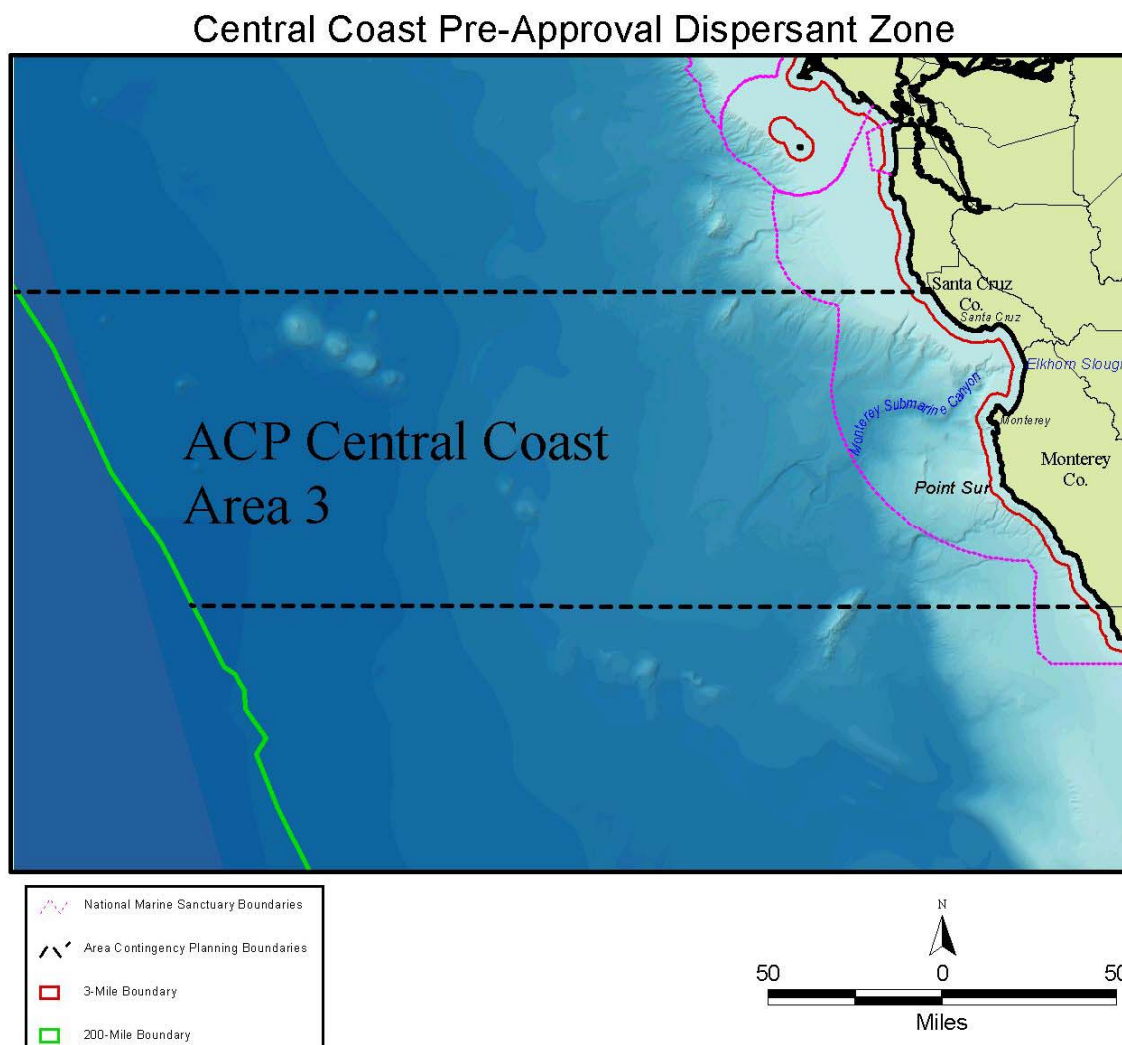 Central Coast Pre-Approval Dispersant Zone
Santa Cruz
Co.
Santa Cruz
Elkhorn Slough
Monterey Submarine Canyon
Monterey
ACP Central Coast
Area 3
Monterey
Co.
Point Sur
National Marine Sanctuary Boundaries
Area Contingency Planning Boundaries
3-Mile Boundary
200-Mile Boundary
N
50 0 50
Miles